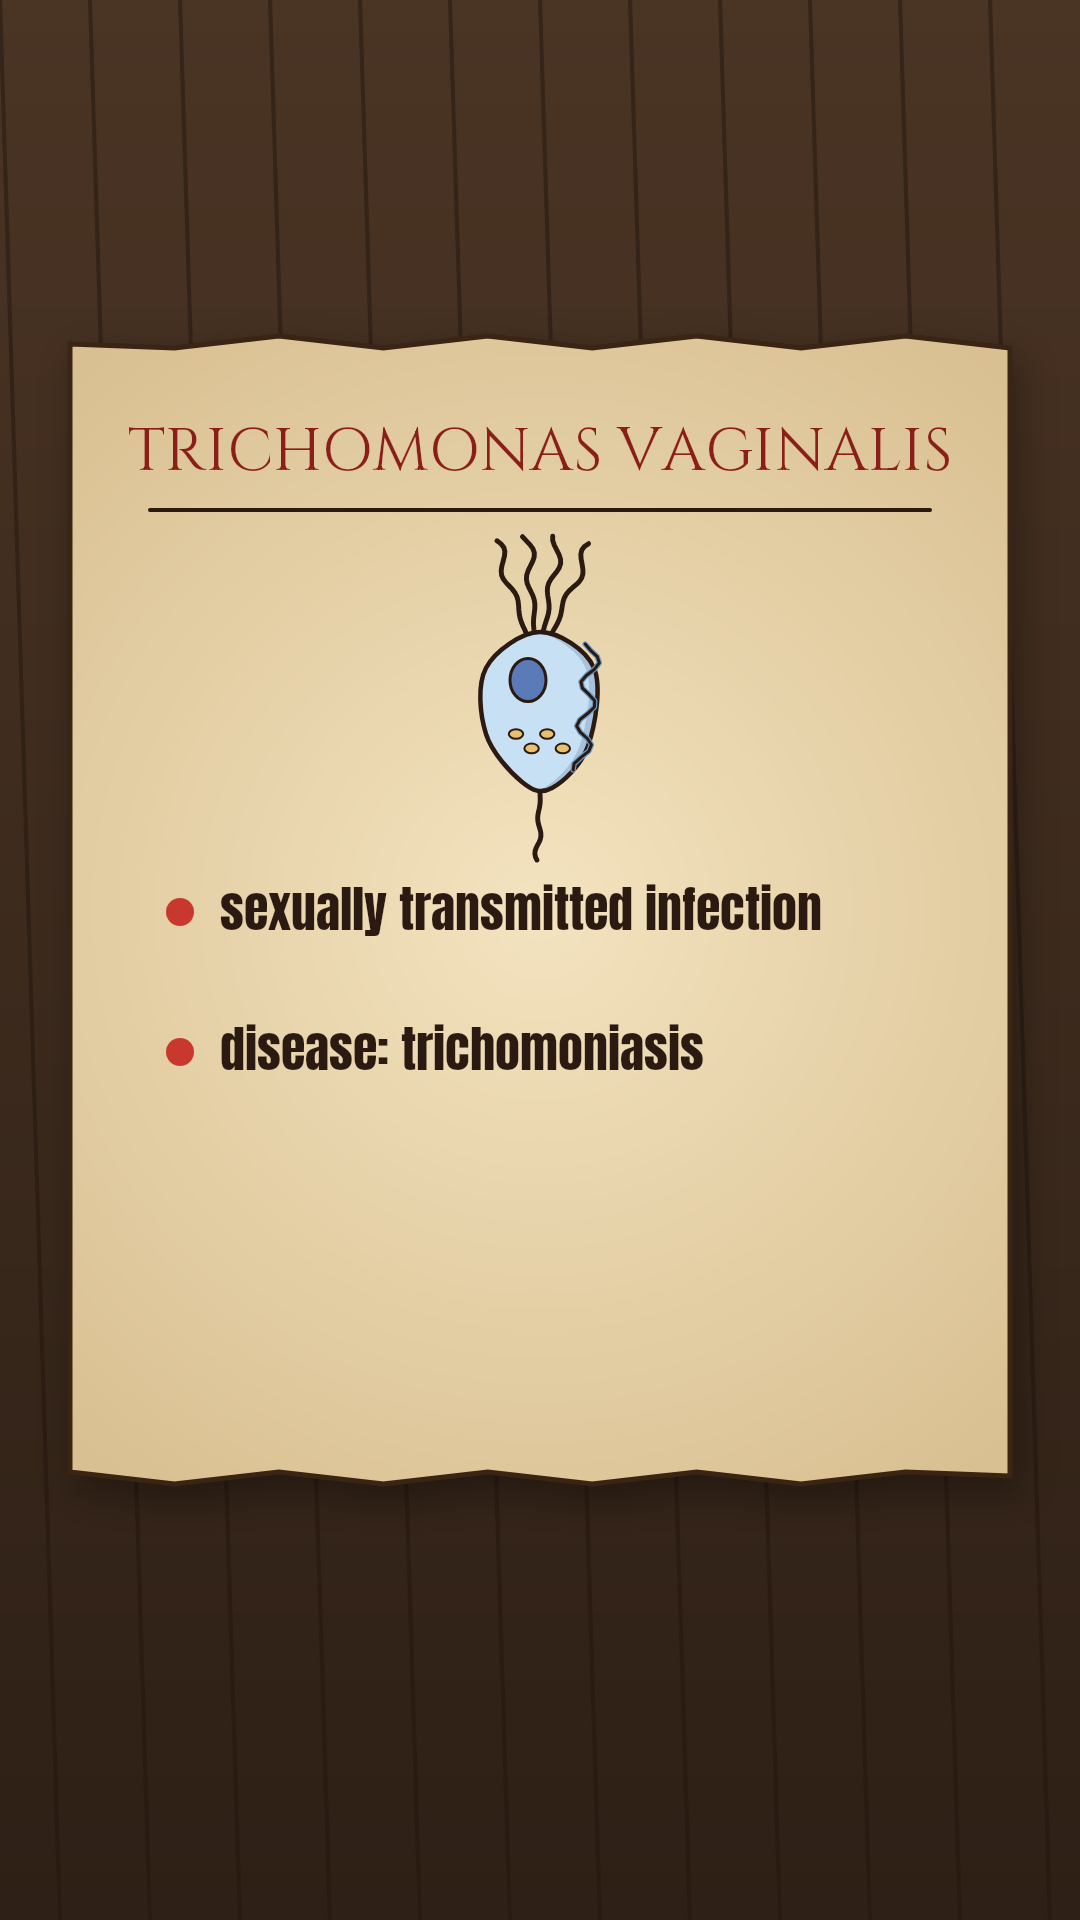 TRICHOMONAS VAGINALIS
sexually transmitted infection
disease: trichomoniasis